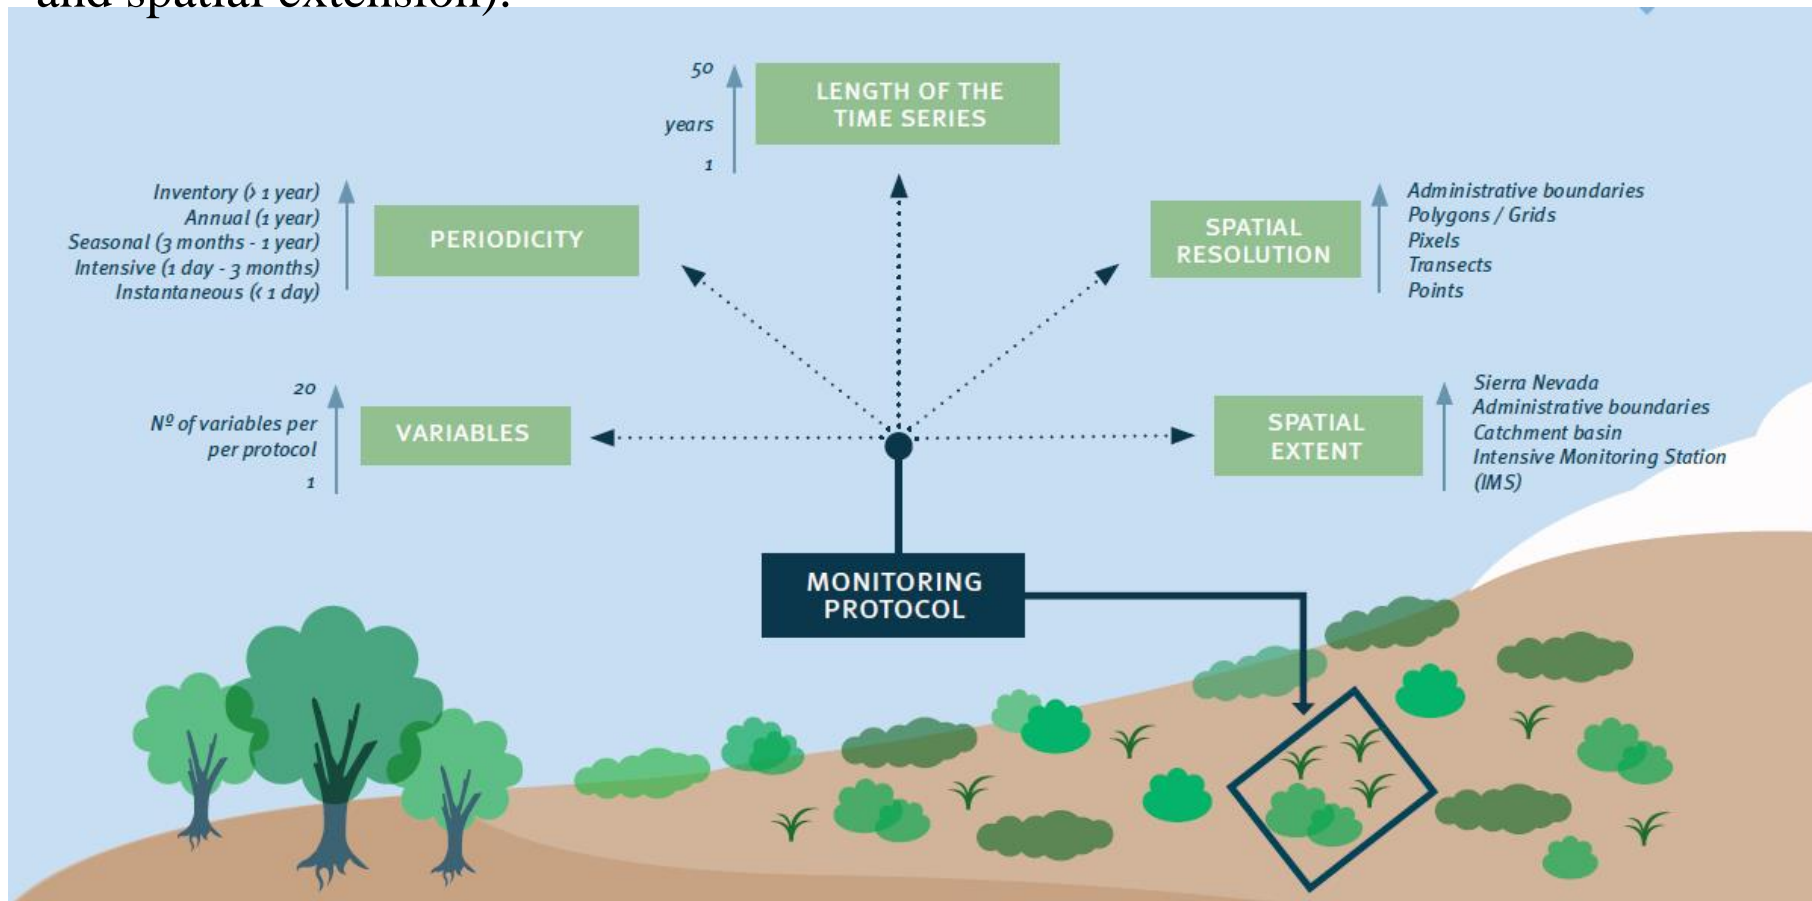 and spatial extension).
50
years
1
LENGTH OF THE
TIME SERIES
Inventory (> 1 year)
Annual (1 year)
Seasonal (3 months - 1 year)
Intensive (1 day - 3 months)
Instantaneous (< 1 day)
PERIODICITY
SPATIAL
RESOLUTION
Administrative boundaries
Polygons / Grids
Pixels
Transects
Points
20
Nº of variables per
per protocol
1
VARIABLES
SPATIAL
EXTENT
Sierra Nevada
Administrative boundaries
Catchment basin
Intensive Monitoring Station
(IMS)
MONITORING
PROTOCOL